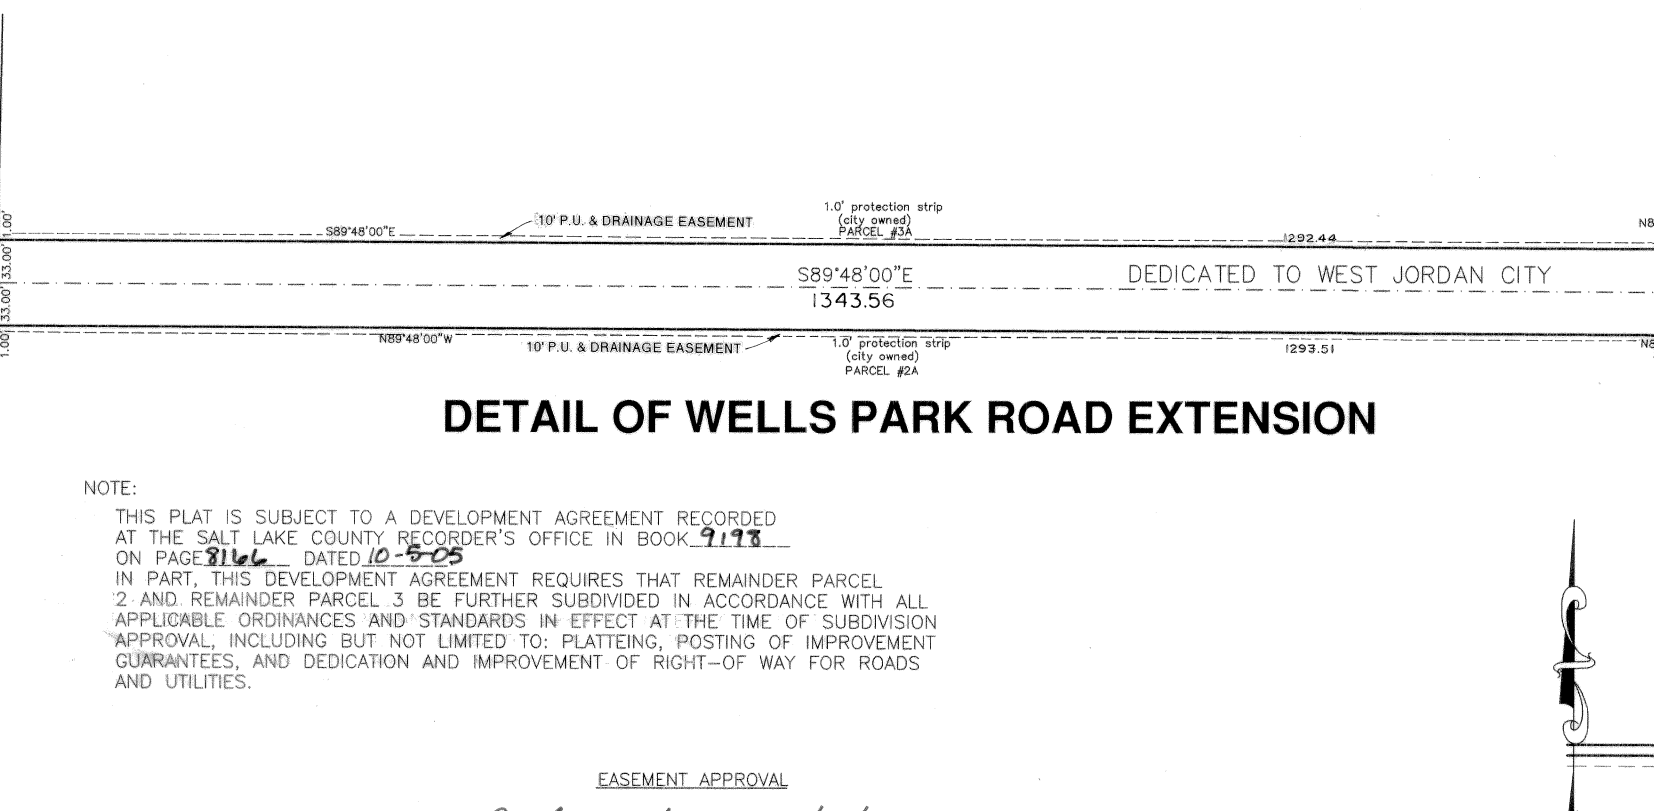 1.0' protection strip
(city owned)
PARCEL #3A
10' P.U. & DRAINAGE EASEMENT
S89°48'00"E
1292.44
N8
1.00'
33.00'
33.00'
1.00'
S89°48'00"E
1343.56
DEDICATED TO WEST JORDAN CITY
N89°48'00"W
10' P.U. & DRAINAGE EASEMENT
1.0' protection strip
(city owned)
PARCEL #2A
1293.51
N8
DETAIL OF WELLS PARK ROAD EXTENSION
NOTE:
THIS PLAT IS SUBJECT TO A DEVELOPMENT AGREEMENT RECORDED
AT THE SALT LAKE COUNTY RECORDER'S OFFICE IN BOOK 9198
ON PAGE 8166 DATED 10-5-05
IN PART, THIS DEVELOPMENT AGREEMENT REQUIRES THAT REMAINDER PARCEL
2 AND REMAINDER PARCEL 3 BE FURTHER SUBDIVIDED IN ACCORDANCE WITH ALL
APPLICABLE ORDINANCES AND STANDARDS IN EFFECT AT THE TIME OF SUBDIVISION
APPROVAL, INCLUDING BUT NOT LIMITED TO: PLATTEING, POSTING OF IMPROVEMENT
GUARANTEES, AND DEDICATION AND IMPROVEMENT OF RIGHT-OF WAY FOR ROADS
AND UTILITIES.
EASEMENT APPROVAL